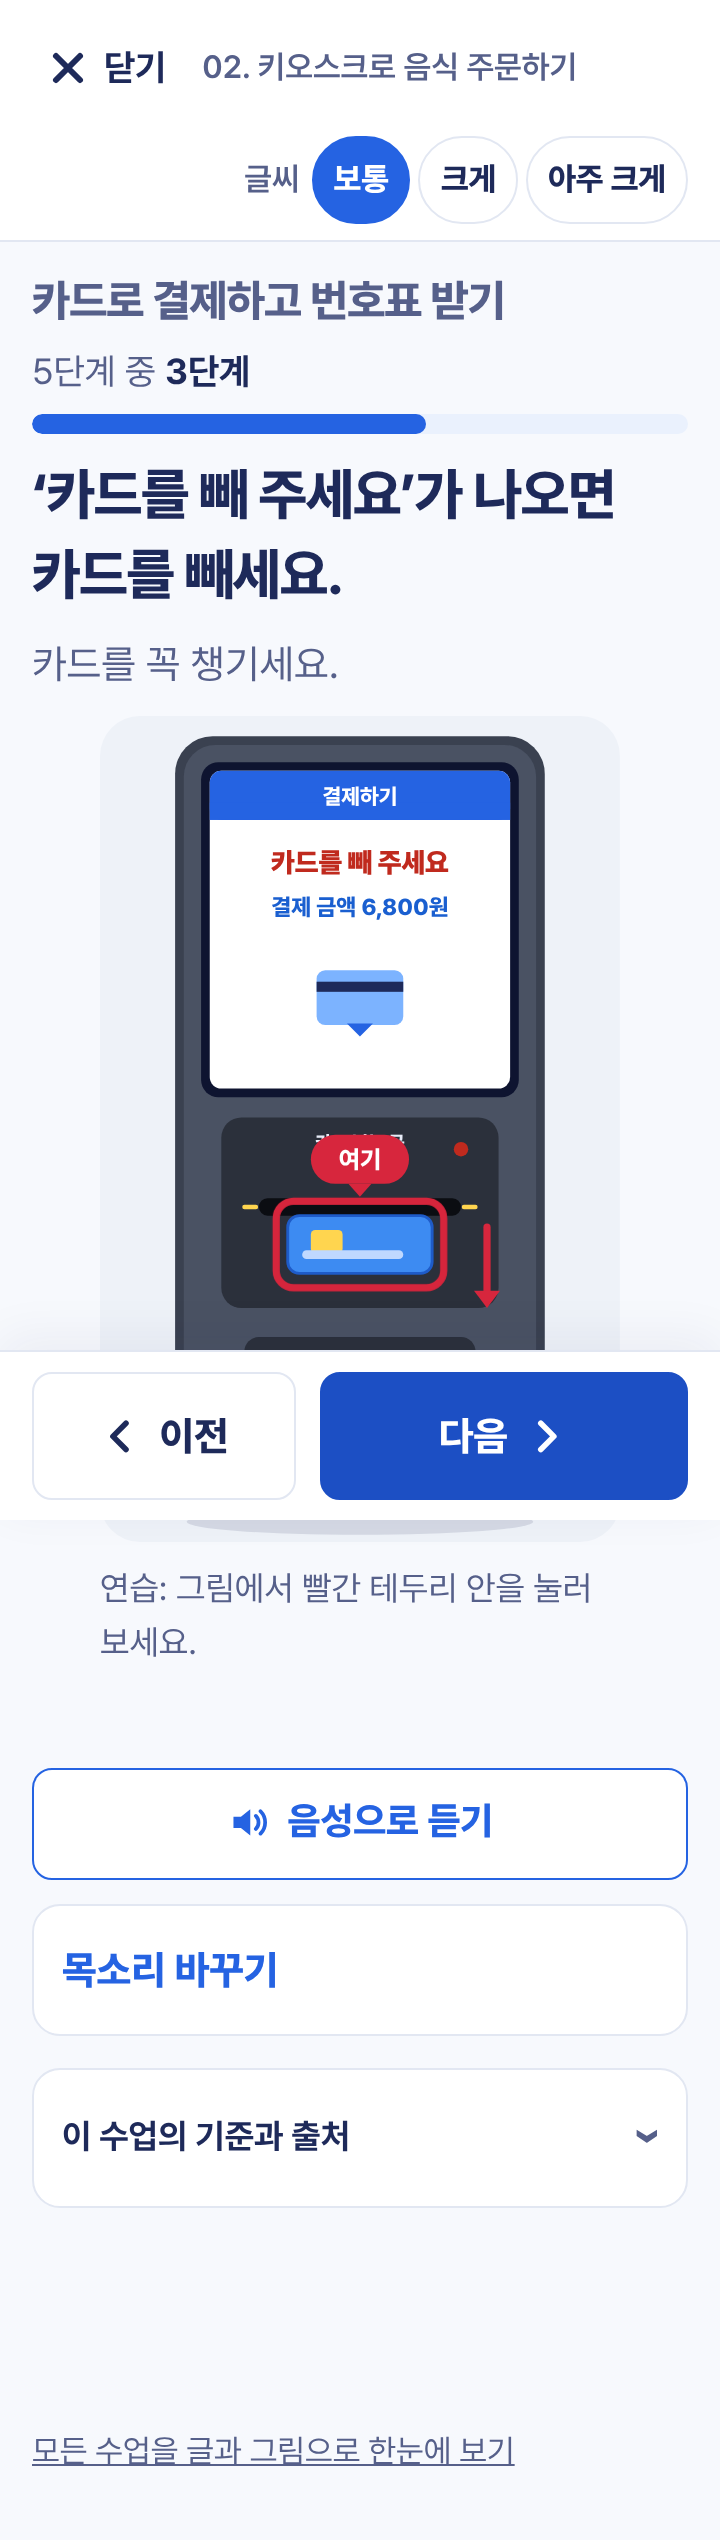 닫기
02. 키오스크로 음식 주문하기
글씨
보통
크게
아주 크게
카드로 결제하고 번호표 받기
5단계 중 3단계
‘카드를 빼 주세요’가 나오면
카드를 빼세요.
카드를 꼭 챙기세요.
결제하기
카드를 빼 주세요
결제 금액 6,800원
여기
이전
다음
연습: 그림에서 빨간 테두리 안을 눌러
보세요.
음성으로 듣기
목소리 바꾸기
이 수업의 기준과 출처
모든 수업을 글과 그림으로 한눈에 보기